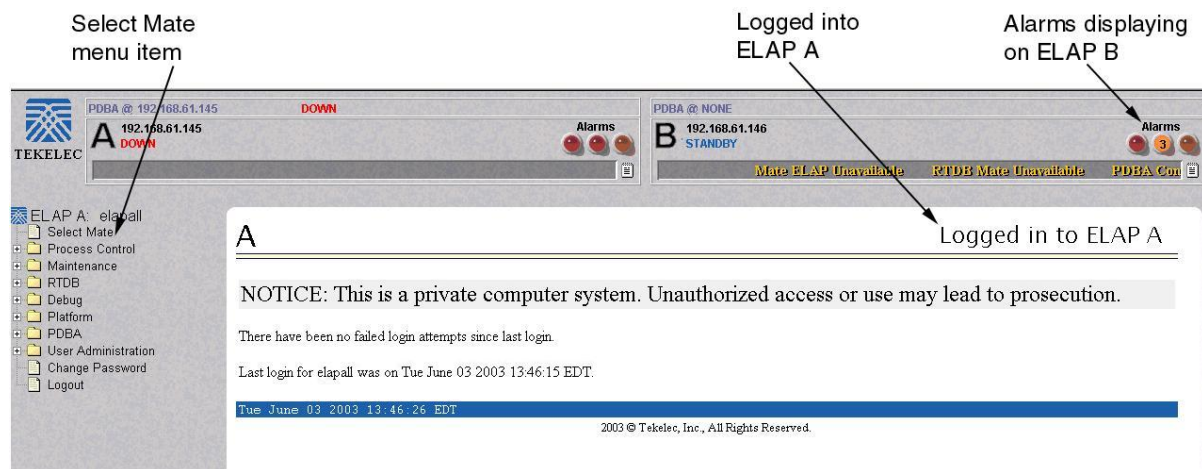 Select Mate
menu item
Logged into
ELAP A
Alarms displaying
on ELAP B
TEKELEC
PDBA @ 192.168.61.145 DOWN
A 192.168.61.145
DOWN
Alarms
PDBA @ NONE
B 192.168.61.146
STANDBY
Alarms
3
Mate ELAP Unavailable RTDB Mate Unavailable PDBA Con
ELAP A: elapall
Select Mate
Process Control
Maintenance
RTDB
Debug
Platform
PDBA
User Administration
Change Password
Logout
A
Logged in to ELAP A
NOTICE: This is a private computer system. Unauthorized access or use may lead to prosecution.
There have been no failed login attempts since last login.
Last login for elapall was on Tue June 03 2003 13:46:15 EDT.
Tue June 03 2003 13:46:26 EDT
2003 © Tekelec, Inc., All Rights Reserved.